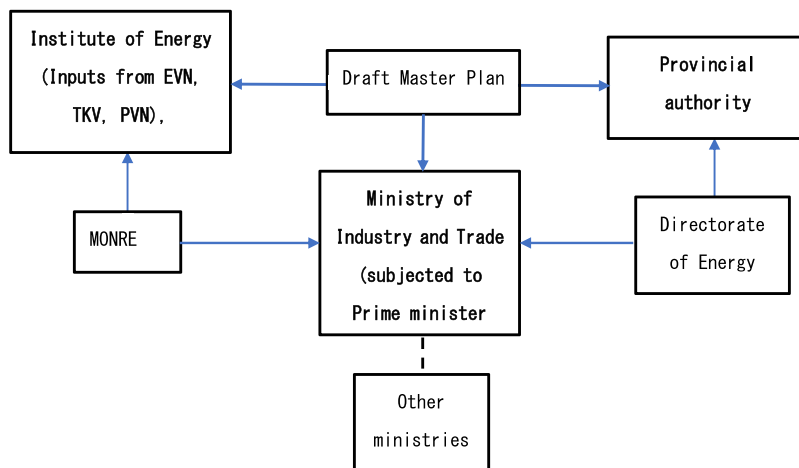 Institute of Energy
(Inputs from EVN,
TKV, PVN),
Draft Master Plan
Provincial
authority
MONRE
Ministry of
Industry and Trade
(subjected to
Prime minister
Directorate
of Energy
Other
ministries